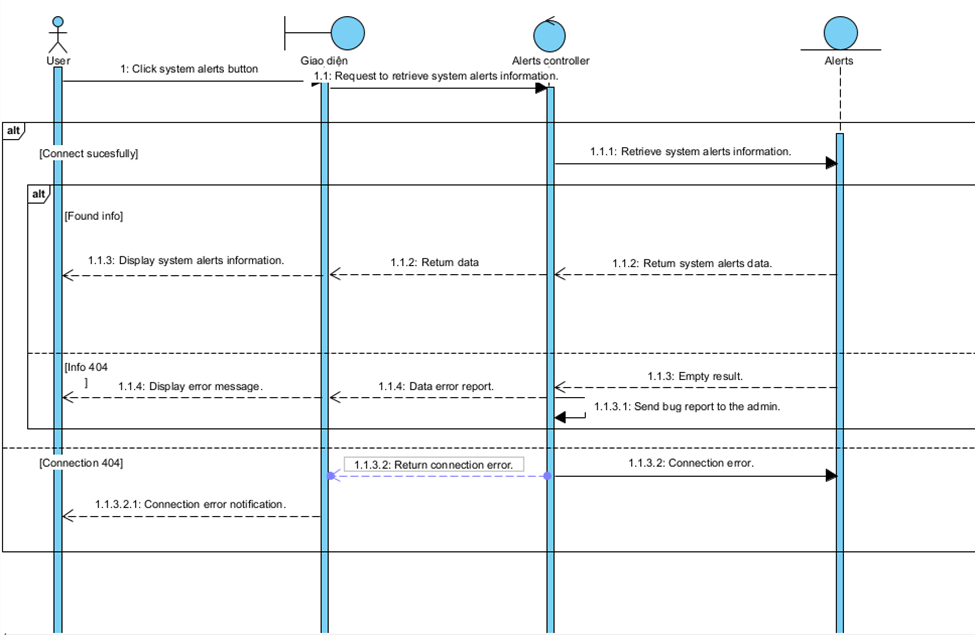 User
Giao diện
Alerts controller
Alerts
1: Click system alerts button
1.1: Request to retrieve system alerts information.
alt
[Connect sucesfully]
1.1.1: Retrieve system alerts information.
alt
[Found info]
1.1.3: Display system alerts information.
1.1.2: Return data
1.1.2: Return system alerts data.
[Info 404
]
1.1.4: Display error message.
1.1.4: Data error report.
1.1.3: Empty result.
1.1.3.1: Send bug report to the admin.
[Connection 404]
1.1.3.2: Return connection error.
1.1.3.2: Connection error.
1.1.3.2.1: Connection error notification.